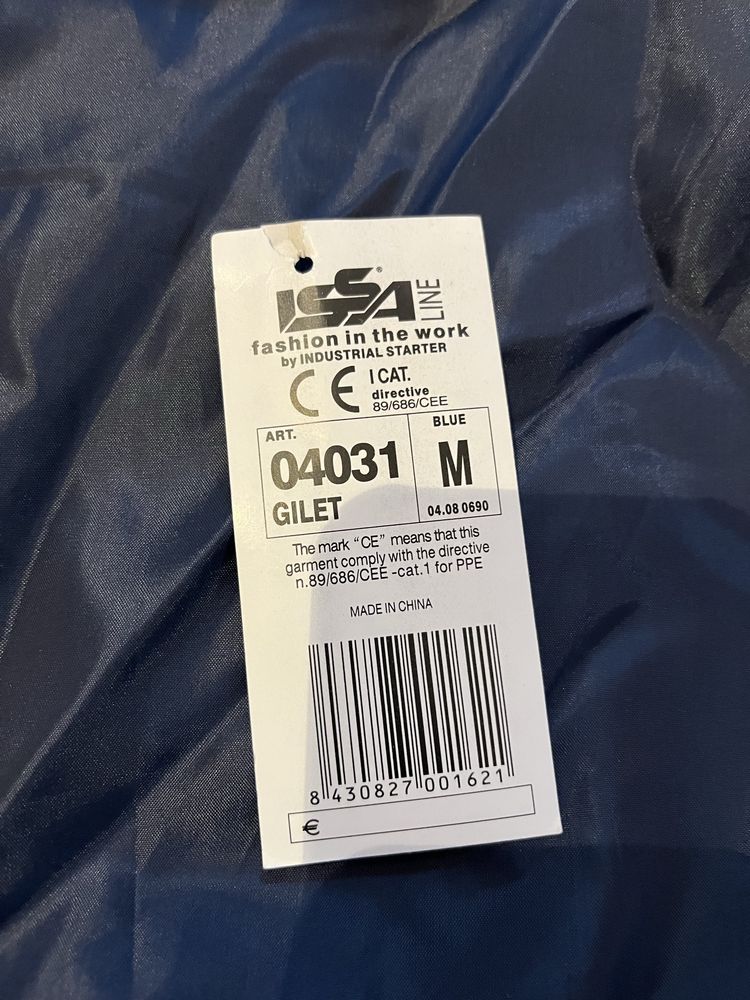 ISSA® LINE
fashion in the work
by INDUSTRIAL STARTER
CE I CAT.
directive
89/686/CEE
ART.
04031
GILET
BLUE
M
04.08 0690
The mark "CE" means that this
garment comply with the directive
n.89/686/CEE -cat.1 for PPE
MADE IN CHINA
8 430827 001621
€